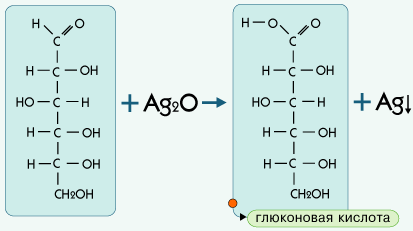 H O
C
H – C – OH
HO – C – H
H – C – OH
H – C – OH
CH₂OH
+ Ag₂O →
H – O O
C
H – C – OH
HO – C – H
H – C – OH
H – C – OH
CH₂OH
+ Ag↓
глюконовая кислота